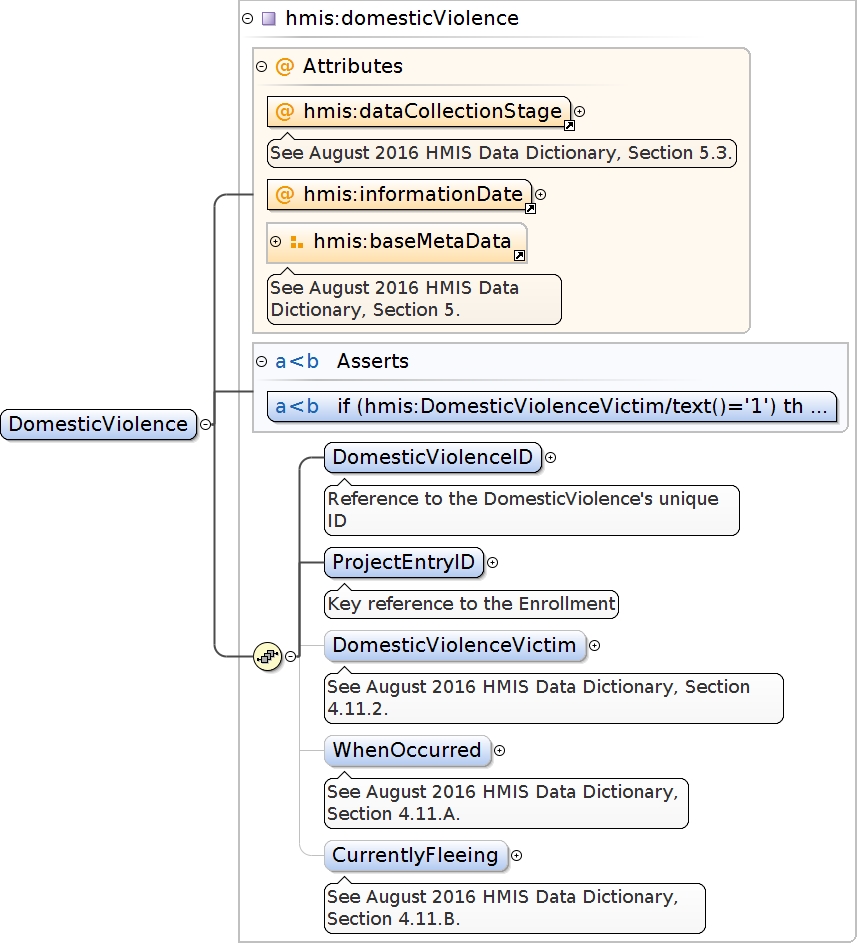 hmis:domesticViolence
@ Attributes
@ hmis:dataCollectionStage
See August 2016 HMIS Data Dictionary, Section 5.3.
@ hmis:informationDate
hmis:baseMetaData
See August 2016 HMIS Data
Dictionary, Section 5.
a<b Asserts
a<b if (hmis:DomesticViolenceVictim/text()='1') th ...
DomesticViolence
DomesticViolenceID
Reference to the DomesticViolence's unique
ID
ProjectEntryID
Key reference to the Enrollment
DomesticViolenceVictim
See August 2016 HMIS Data Dictionary, Section
4.11.2.
WhenOccurred
See August 2016 HMIS Data Dictionary,
Section 4.11.A.
CurrentlyFleeing
See August 2016 HMIS Data Dictionary,
Section 4.11.B.